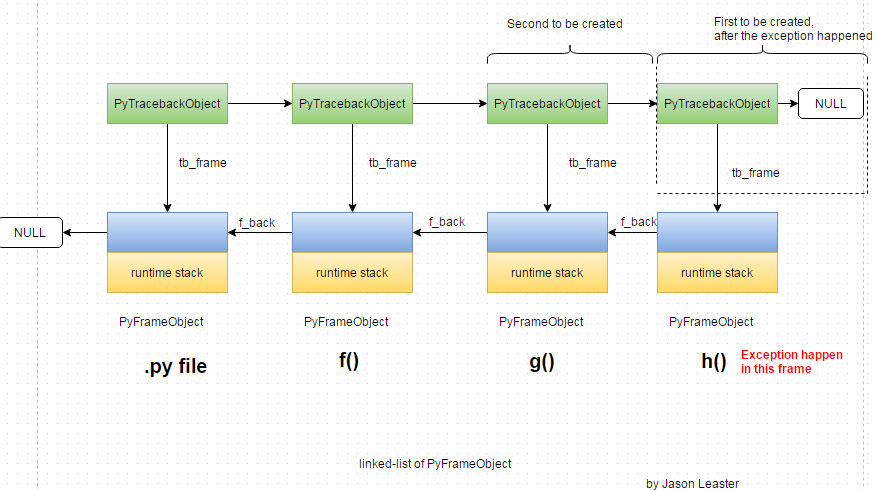 Second to be created
First to be created,
after the exception happened
PyTracebackObject
PyTracebackObject
PyTracebackObject
PyTracebackObject
NULL
tb_frame
tb_frame
tb_frame
tb_frame
NULL
f_back
f_back
f_back
runtime stack
runtime stack
runtime stack
runtime stack
PyFrameObject
PyFrameObject
PyFrameObject
PyFrameObject
.py file
f()
g()
h()
Exception happen
in this frame
linked-list of PyFrameObject
by Jason Leaster